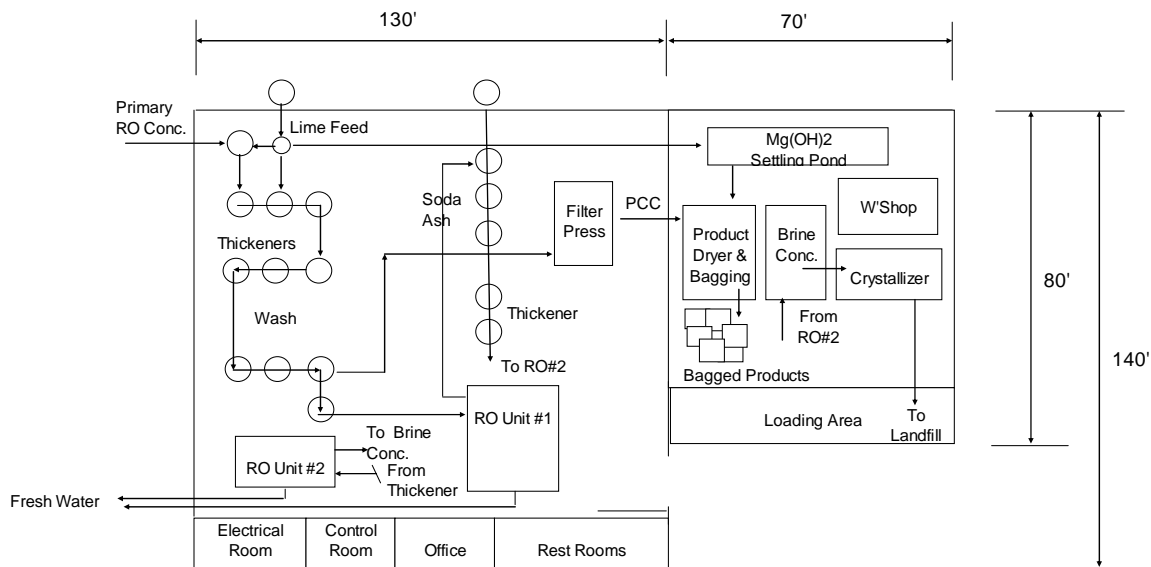 130'
70'
Primary
RO Conc.
Lime Feed
Mg(OH)2
Settling Pond
Soda
Ash
Filter
Press
PCC
W'Shop
Product
Dryer &
Bagging
Brine
Conc.
Crystallizer
Thickeners
80'
Wash
Thickener
From
RO#2
To RO#2
Bagged Products
140'
RO Unit #1
Loading Area
To
Landfill
To Brine
Conc.
RO Unit #2
From
Thickener
Fresh Water
Electrical
Room
Control
Room
Office
Rest Rooms